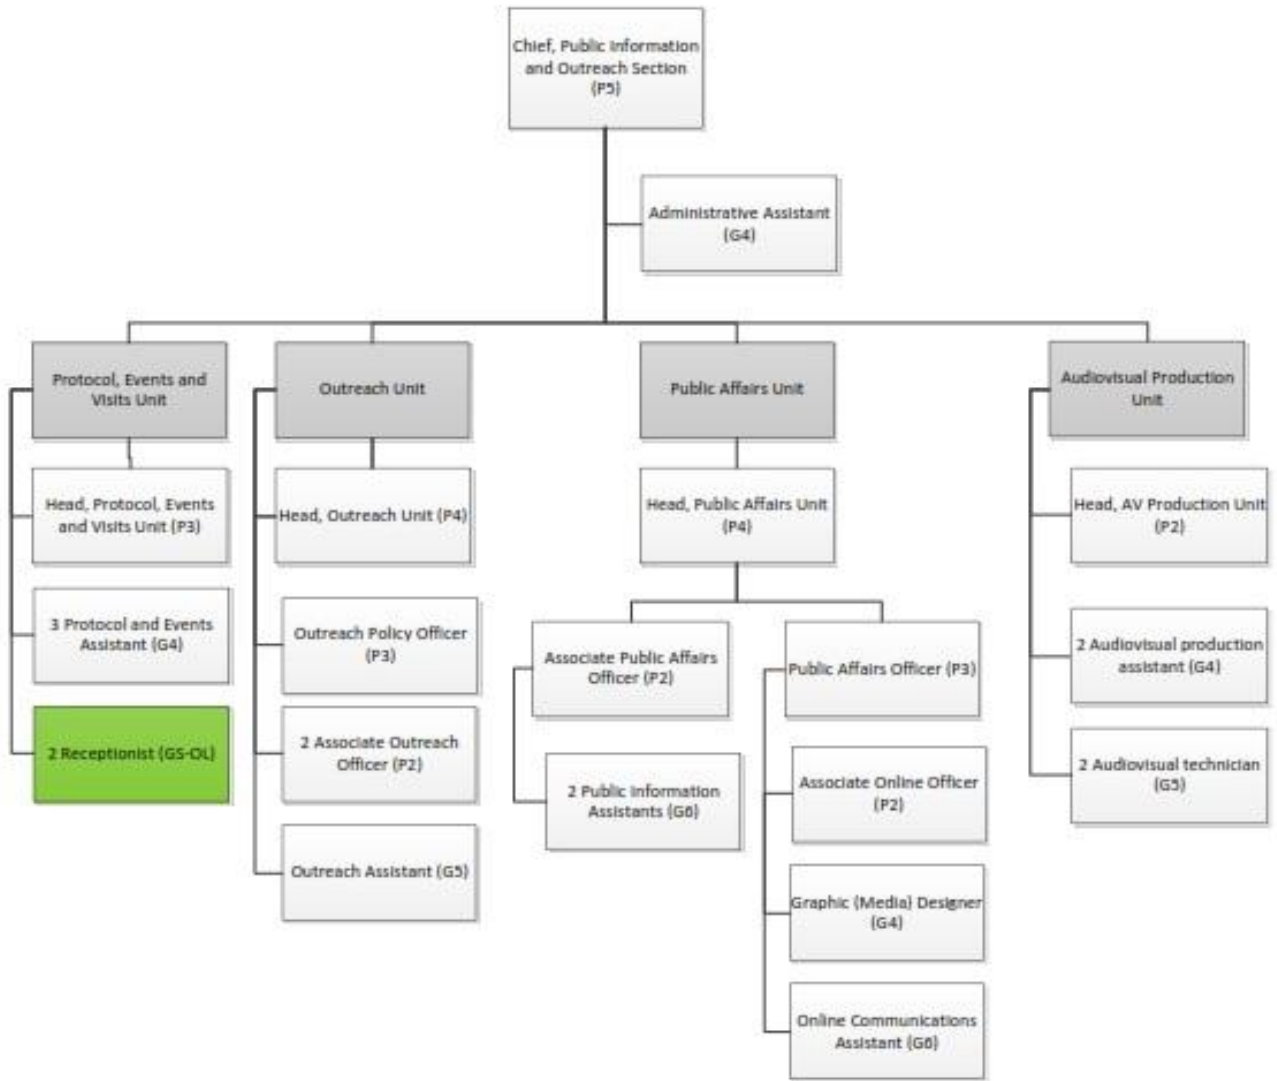 Chief, Public Information
and Outreach Section
(P5)
Administrative Assistant
(G4)
Protocol, Events and
Visits Unit
Outreach Unit
Public Affairs Unit
Audiovisual Production
Unit
Head, Protocol, Events
and Visits Unit (P3)
Head, Outreach Unit (P4)
Head, Public Affairs Unit
(P4)
Head, AV Production Unit
(P2)
3 Protocol and Events
Assistant (G4)
Outreach Policy Officer
(P3)
Associate Public Affairs
Officer (P2)
Public Affairs Officer (P3)
2 Audiovisual production
assistant (G4)
2 Receptionist (GS-OL)
2 Associate Outreach
Officer (P2)
2 Public Information
Assistants (G6)
Associate Online Officer
(P2)
2 Audiovisual technician
(G5)
Outreach Assistant (G5)
Graphic (Media) Designer
(G4)
Online Communications
Assistant (G6)